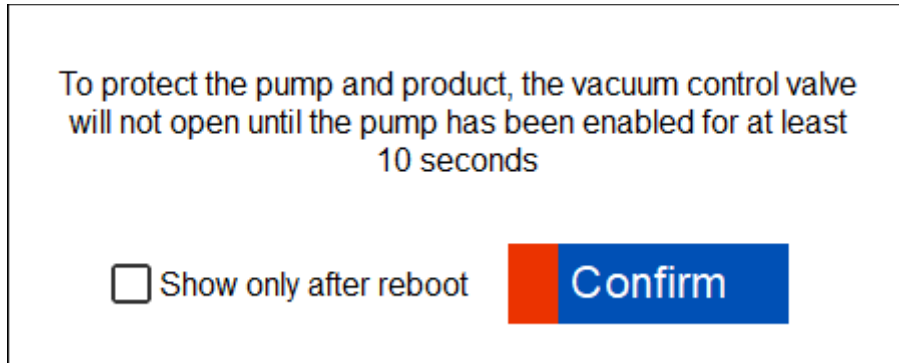 To protect the pump and product, the vacuum control valve
will not open until the pump has been enabled for at least
10 seconds
Show only after reboot
Confirm